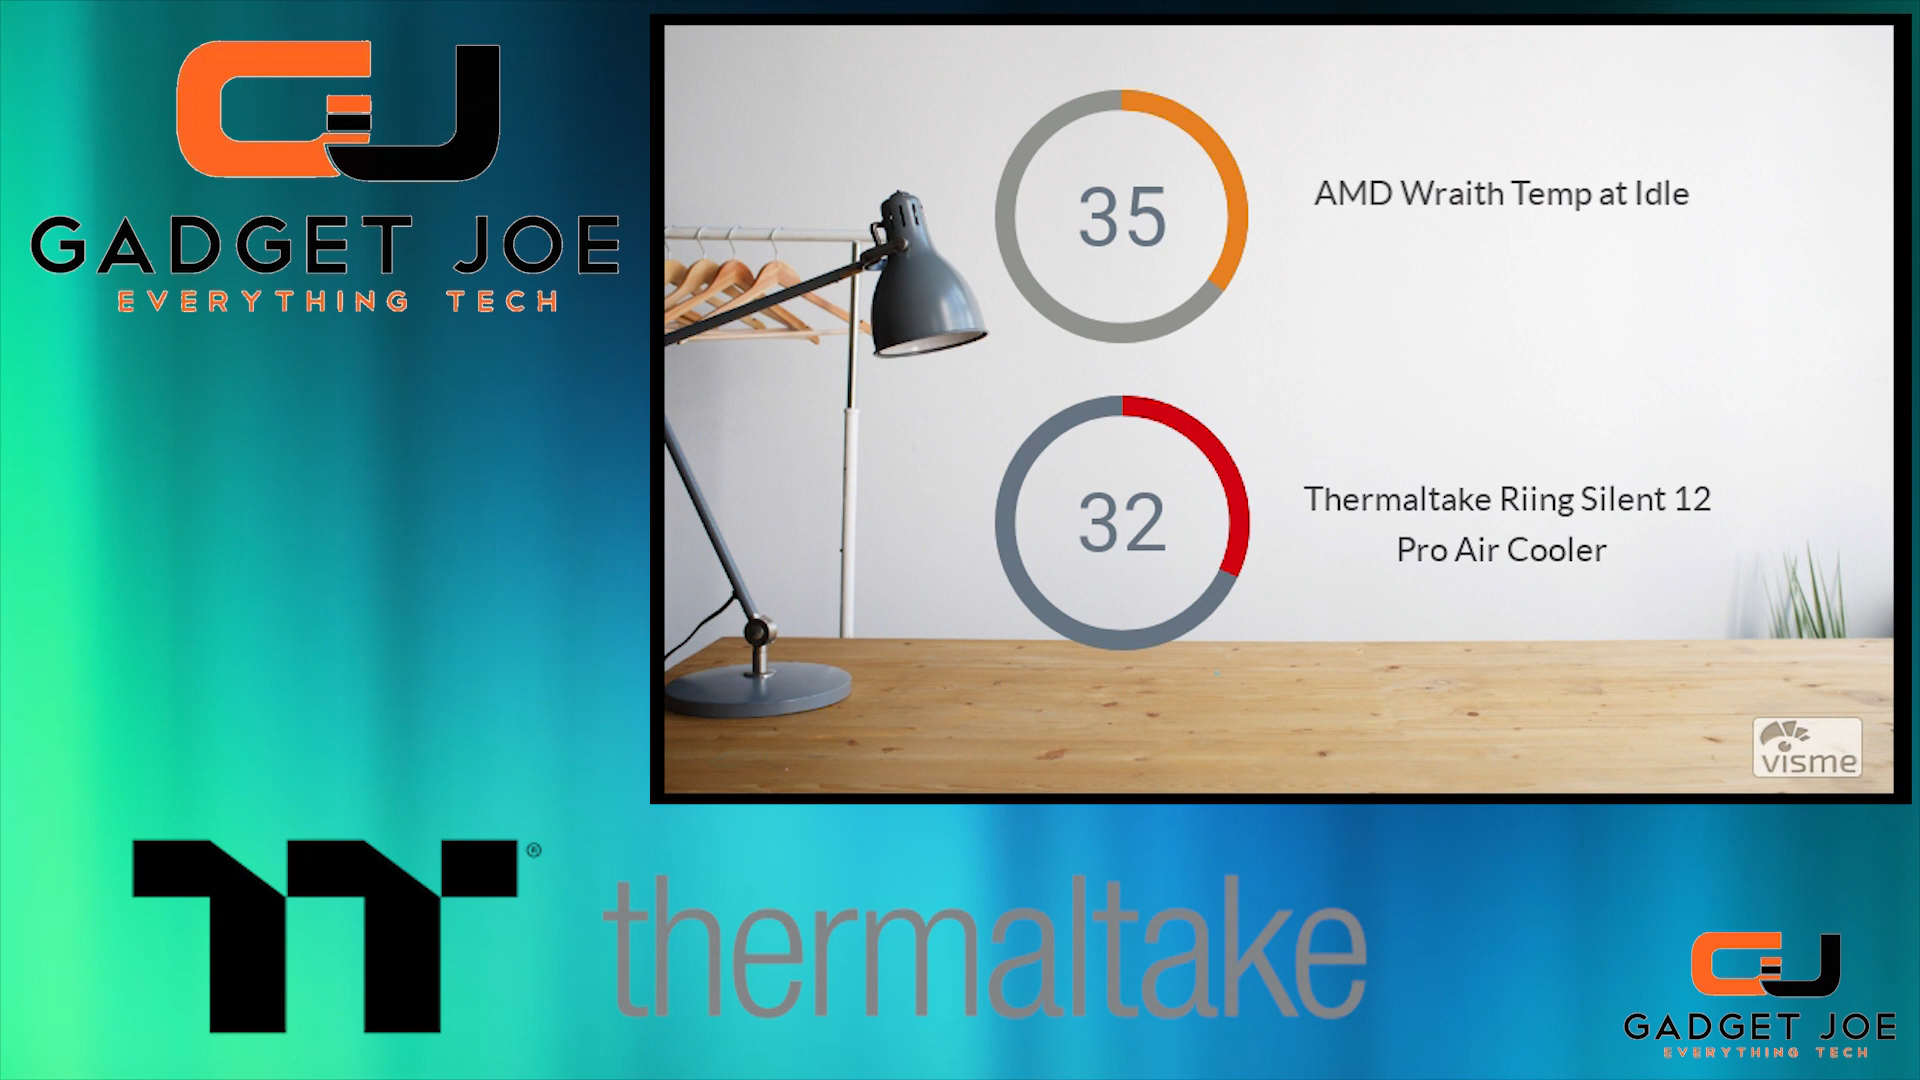 GADGET JOE
EVERYTHING TECH
35
AMD Wraith Temp at Idle
32
Thermaltake Riing Silent 12
Pro Air Cooler
visme
®
thermaltake
GADGET JOE
EVERYTHING TECH